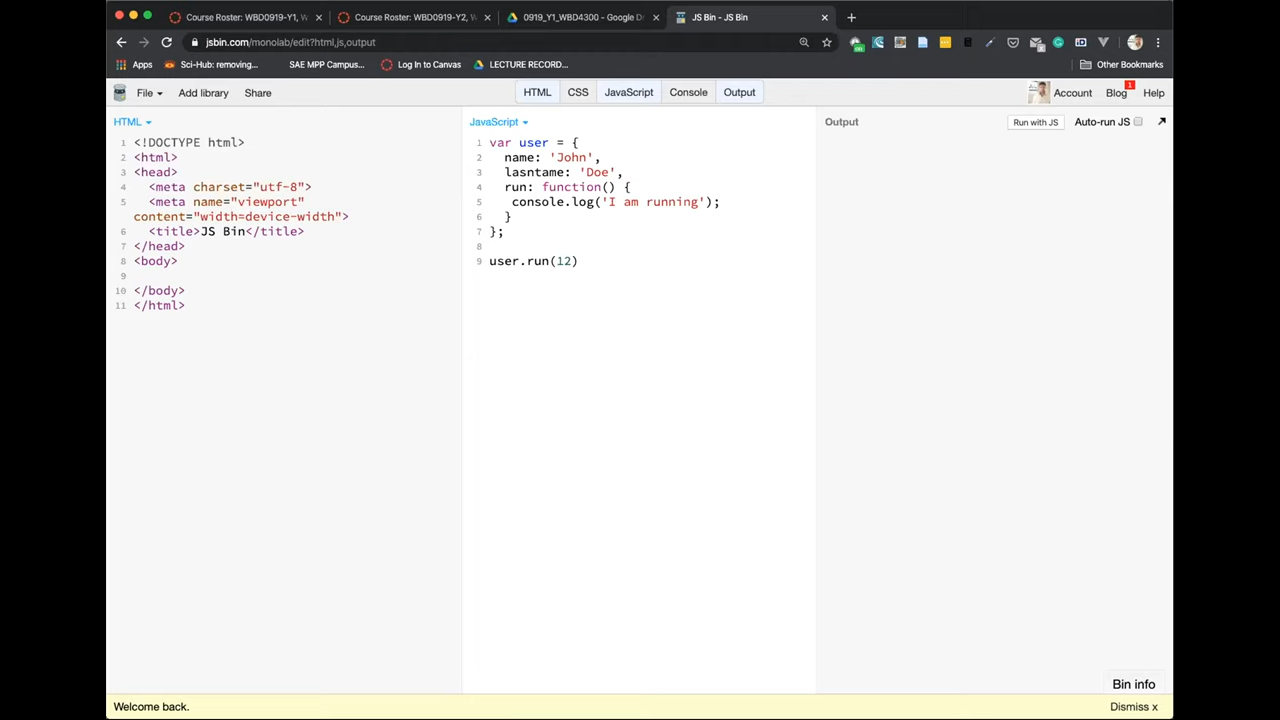 Course Roster: WBD0919-Y1, W
Course Roster: WBD0919-Y2, W
0919_Y1_WBD4300 - Google Dr
JS Bin - JS Bin
jsbin.com/monolab/edit?html,js,output
Apps
Sci-Hub: removing...
SAE MPP Campus...
Log In to Canvas
LECTURE RECORD...
Other Bookmarks
File
Add library
Share
HTML
CSS
JavaScript
Console
Output
Account
Blog
1
Help
HTML
1 <!DOCTYPE html>
2 <html>
3 <head>
4 <meta charset="utf-8">
5 <meta name="viewport"
content="width=device-width">
6 <title>JS Bin</title>
7 </head>
8 <body>
9
10 </body>
11 </html>
JavaScript
1 var user = {
2 name: 'John',
3 lasntame: 'Doe',
4 run: function() {
5 console.log('I am running');
6 }
7 };
8
9 user.run(12)
Output
Run with JS
Auto-run JS
Bin info
Welcome back.
Dismiss x